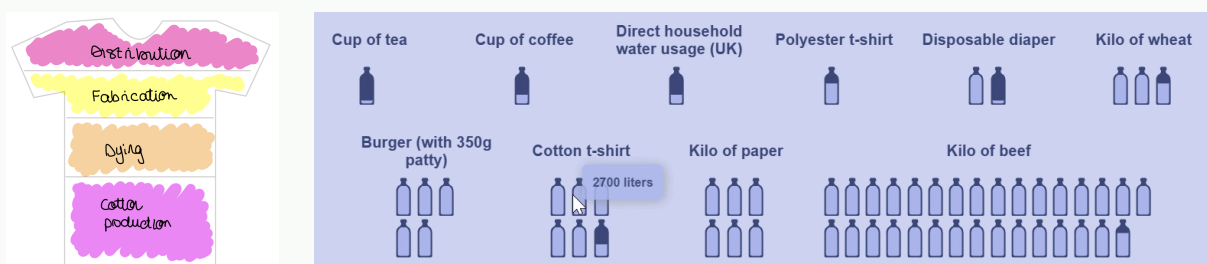 Distribution
Fabrication
Dying
Cotton
production
Cup of tea
Cup of coffee
Direct household
water usage (UK)
Polyester t-shirt
Disposable diaper
Kilo of wheat
Burger (with 350g
patty)
Cotton t-shirt
2700 liters
Kilo of paper
Kilo of beef